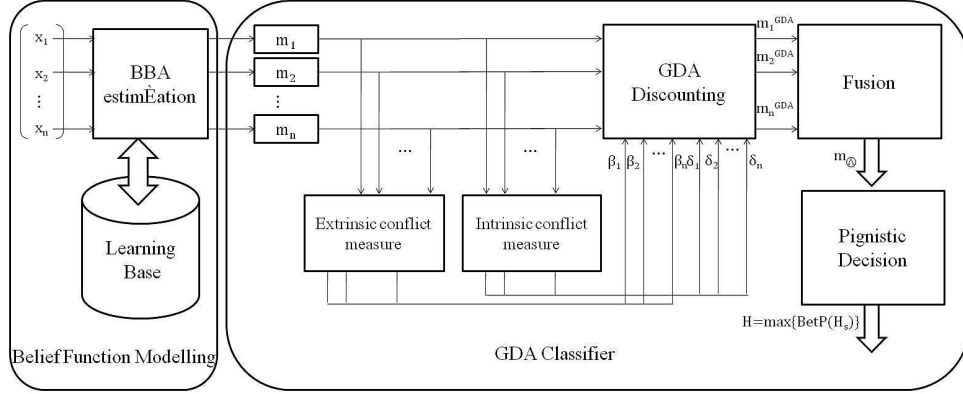 x₁
x₂
⋮
xₙ
BBA
estimÈation
Learning
Base
Belief Function Modelling
m₁
m₂
⋮
mₙ
...
...
Extrinsic conflict
measure
Intrinsic conflict
measure
GDA
Discounting
β₁
β₂
...
βₙ
δ₁
δ₂
...
δₙ
m₁ᴳᴰᴬ
m₂ᴳᴰᴬ
mₙᴳᴰᴬ
Fusion
m
Pignistic
Decision
H=max{BetP(Hₛ)}
GDA Classifier